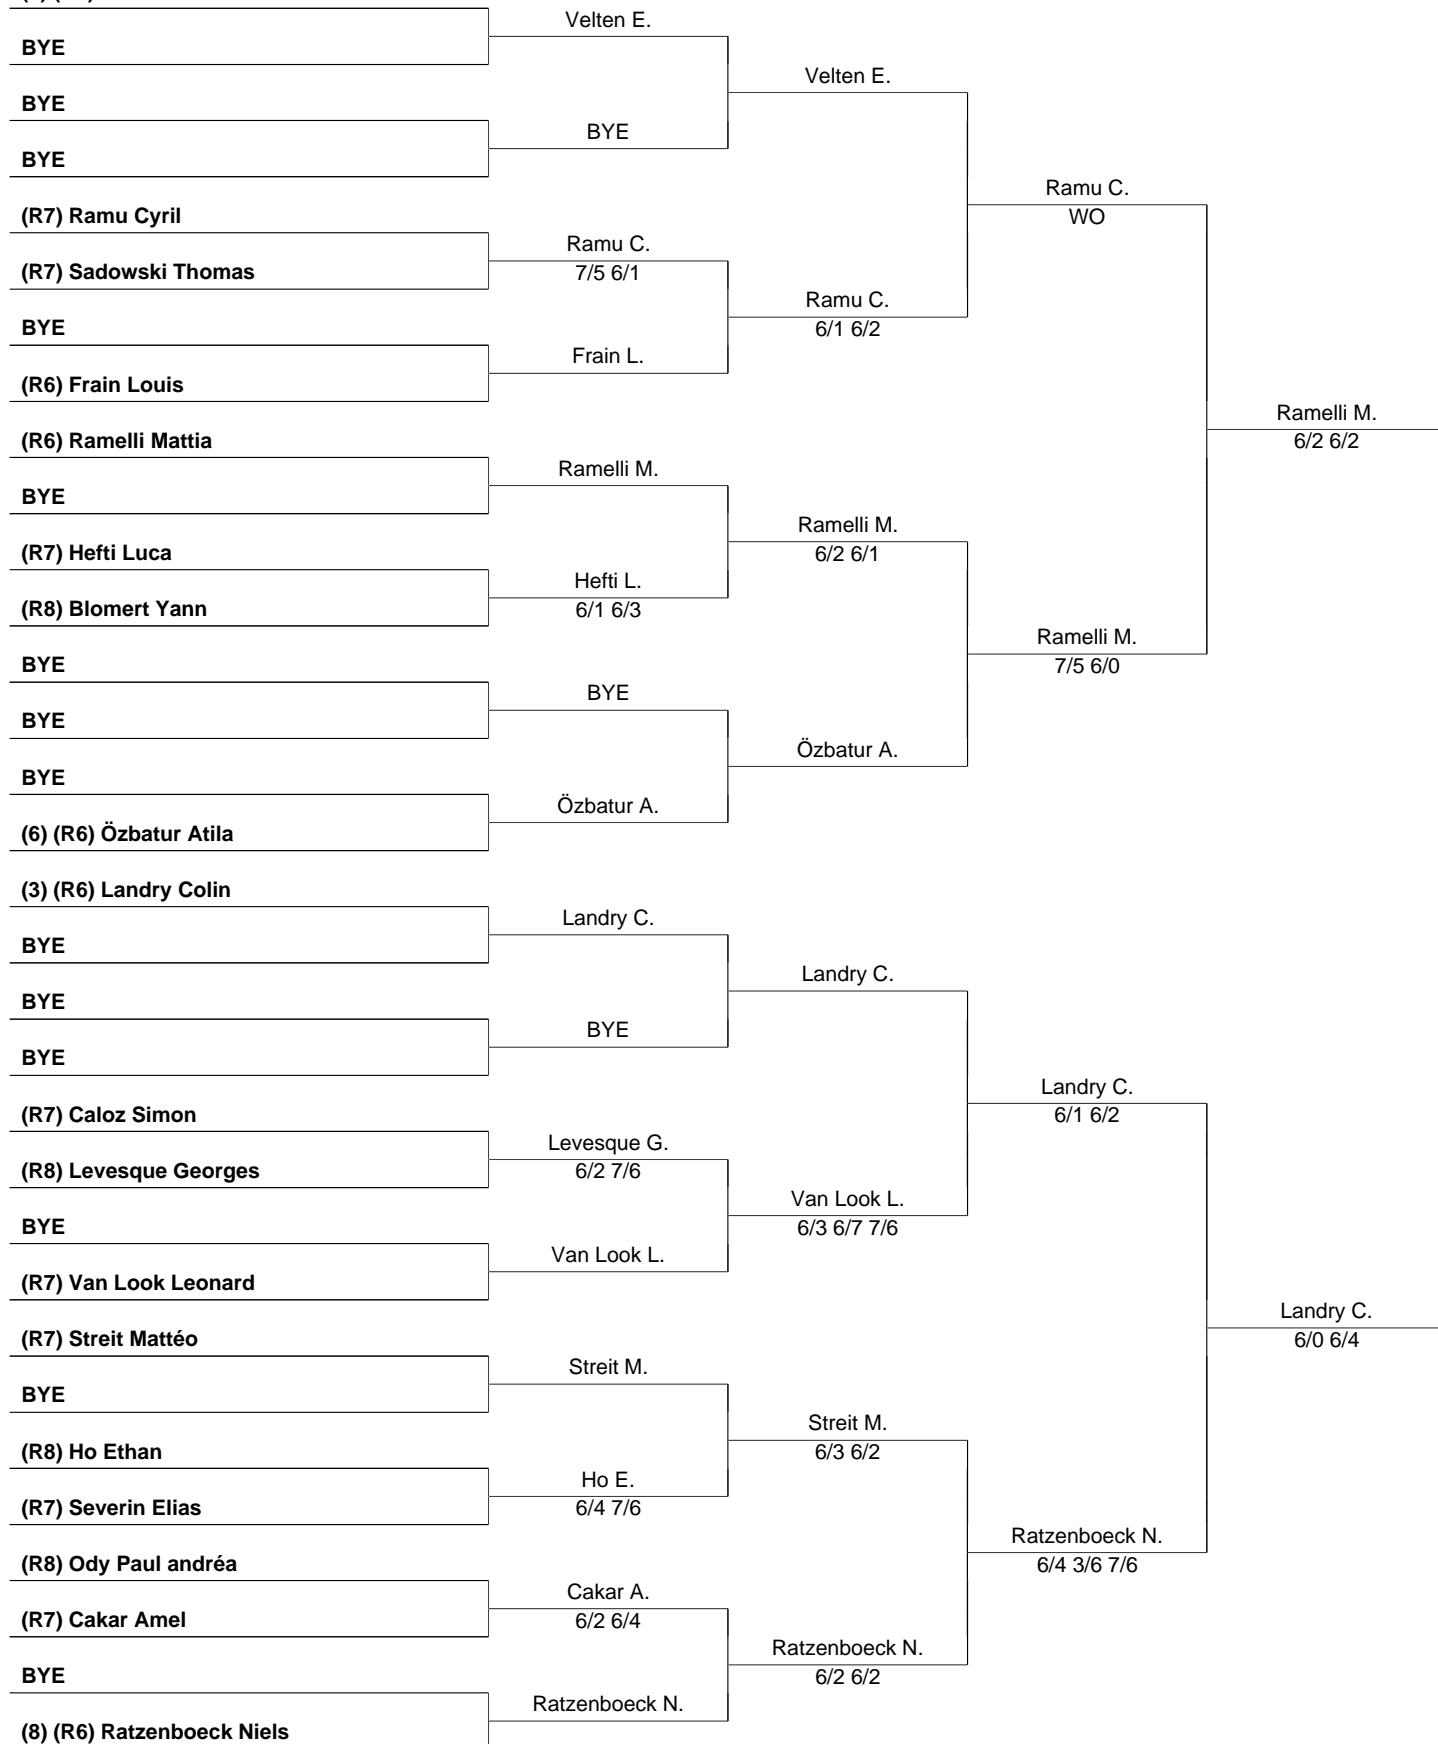 BYE
BYE
BYE
(R7) Ramu Cyril
(R7) Sadowski Thomas
BYE
(R6) Frain Louis
(R6) Ramelli Mattia
BYE
(R7) Hefti Luca
(R8) Blomert Yann
BYE
BYE
BYE
(6) (R6) Özbatur Atila
(3) (R6) Landry Colin
BYE
BYE
BYE
(R7) Caloz Simon
(R8) Levesque Georges
BYE
(R7) Van Look Leonard
(R7) Streit Mattéo
BYE
(R8) Ho Ethan
(R7) Severin Elias
(R8) Ody Paul andréa
(R7) Cakar Amel
BYE
(8) (R6) Ratzenboeck Niels
Velten E.
BYE
Ramu C.
7/5 6/1
Frain L.
Ramelli M.
Hefti L.
6/1 6/3
BYE
Özbatur A.
Landry C.
BYE
Levesque G.
6/2 7/6
Van Look L.
Streit M.
Ho E.
6/4 7/6
Cakar A.
6/2 6/4
Ratzenboeck N.
Velten E.
Ramu C.
6/1 6/2
Ramelli M.
6/2 6/1
Özbatur A.
Landry C.
Van Look L.
6/3 6/7 7/6
Streit M.
6/3 6/2
Ratzenboeck N.
6/2 6/2
Ramu C.
WO
Ramelli M.
7/5 6/0
Landry C.
6/1 6/2
Ratzenboeck N.
6/4 3/6 7/6
Ramelli M.
6/2 6/2
Landry C.
6/0 6/4